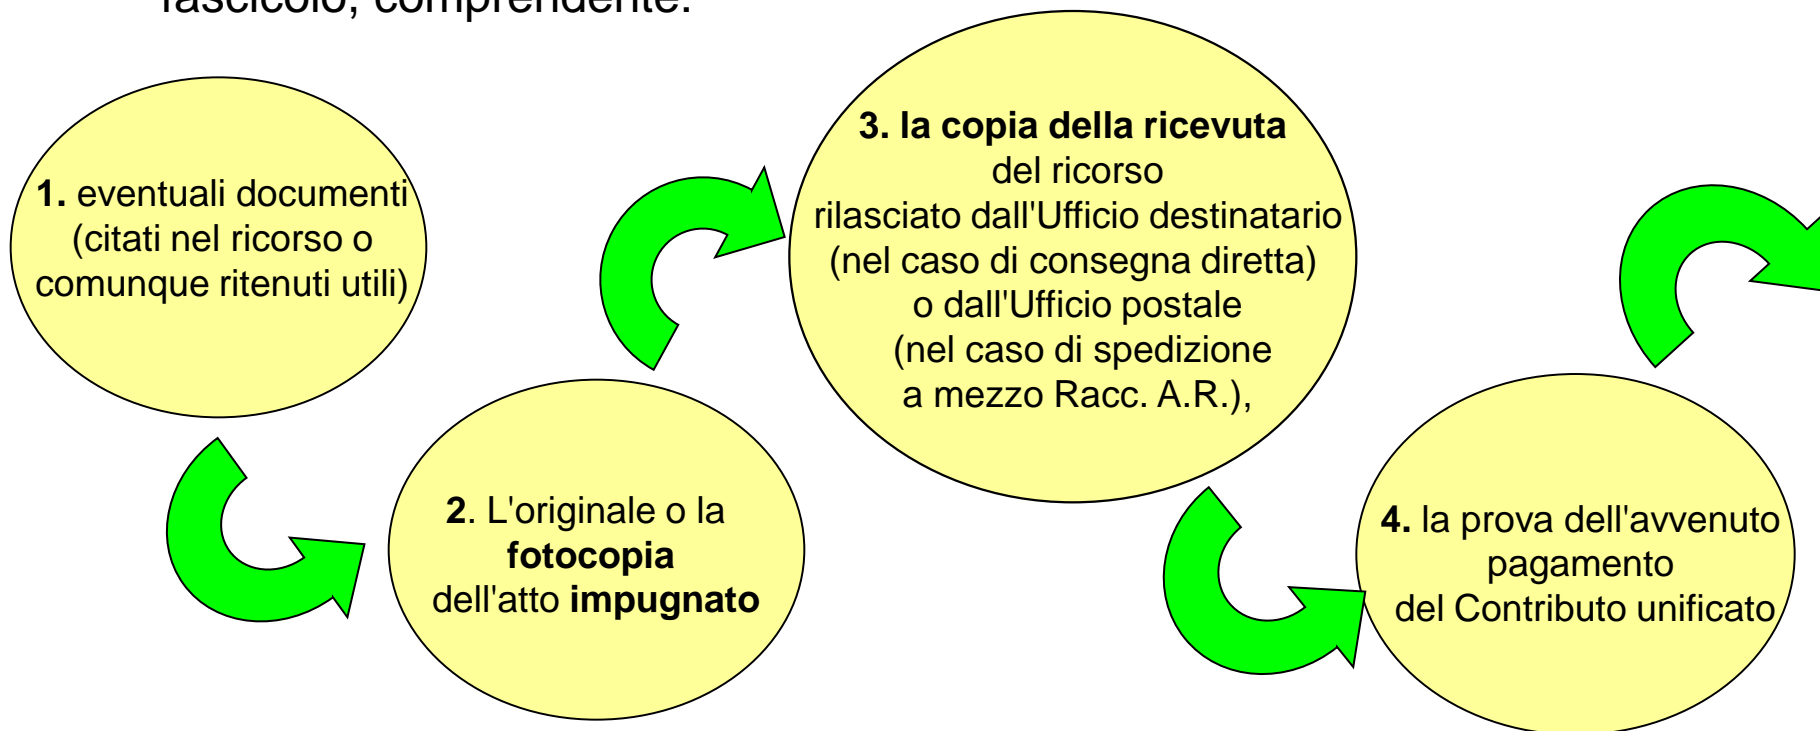 fascicolo, comprendente:
1. eventuali documenti
(citati nel ricorso o
comunque ritenuti utili)
2. L'originale o la
fotocopia
dell'atto impugnato
3. la copia della ricevuta
del ricorso
rilasciato dall'Ufficio destinatario
(nel caso di consegna diretta)
o dall'Ufficio postale
(nel caso di spedizione
a mezzo Racc. A.R.),
4. la prova dell'avvenuto
pagamento
del Contributo unificato